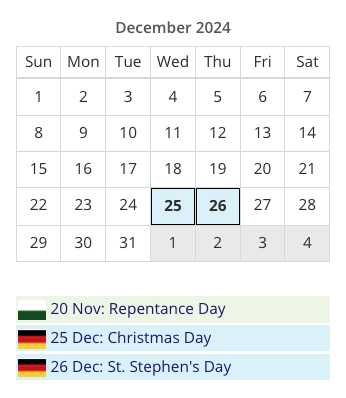 December 2024
Sun Mon Tue Wed Thu Fri Sat
1 2 3 4 5 6 7
8 9 10 11 12 13 14
15 16 17 18 19 20 21
22 23 24 25 26 27 28
29 30 31 1 2 3 4
20 Nov: Repentance Day
25 Dec: Christmas Day
26 Dec: St. Stephen's Day